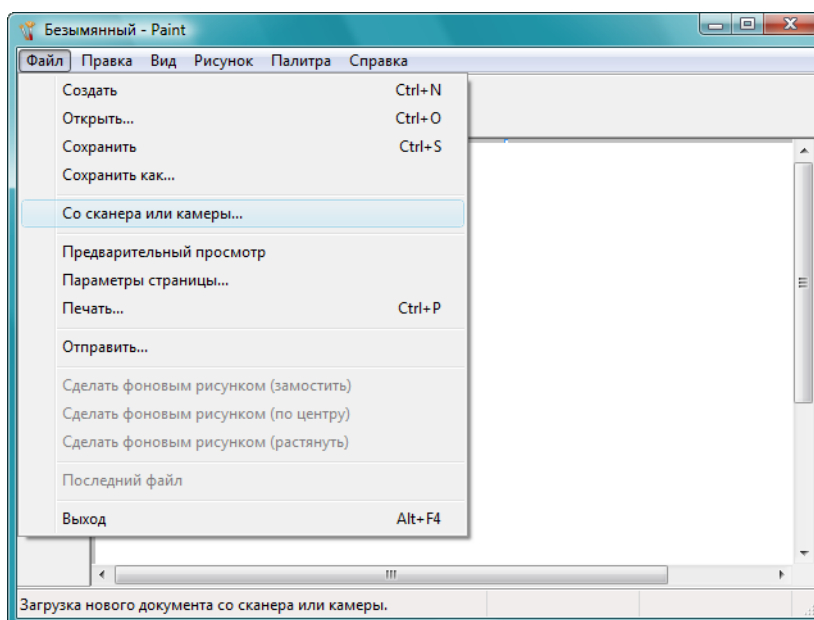 Безымянный - Paint
Файл Правка Вид Рисунок Палитра Справка
Создать Ctrl+N
Открыть... Ctrl+O
Сохранить Ctrl+S
Сохранить как...
Со сканера или камеры...
Предварительный просмотр
Параметры страницы...
Печать... Ctrl+P
Отправить...
Сделать фоновым рисунком (замостить)
Сделать фоновым рисунком (по центру)
Сделать фоновым рисунком (растянуть)
Последний файл
Выход Alt+F4
Загрузка нового документа со сканера или камеры.